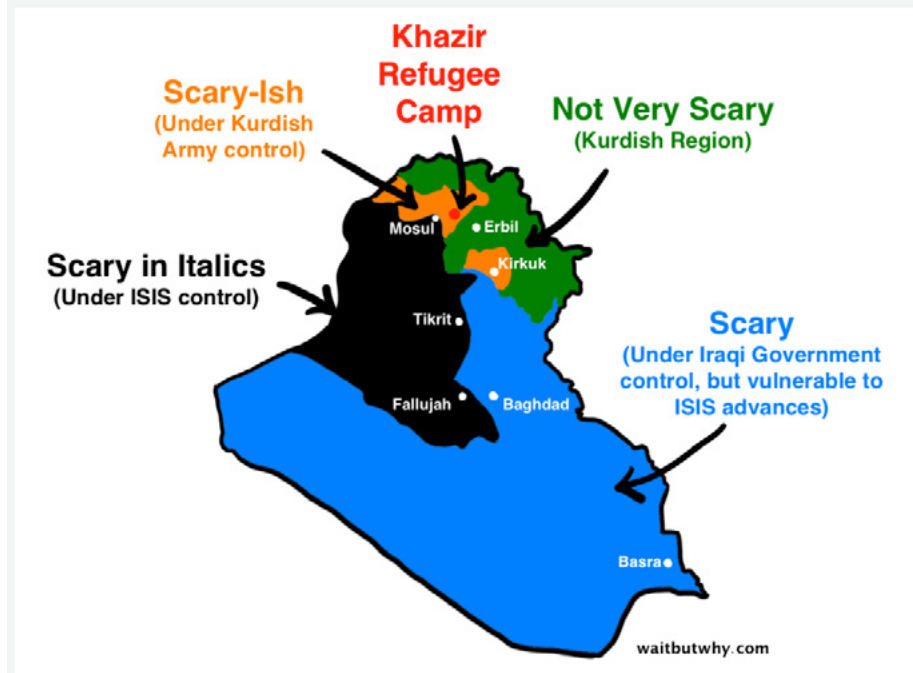 Khazir
Refugee
Camp
Scary-Ish
(Under Kurdish
Army control)
Not Very Scary
(Kurdish Region)
Mosul
Erbil
Kirkuk
Scary in Italics
(Under ISIS control)
Tikrit
Scary
(Under Iraqi Government
control, but vulnerable to
ISIS advances)
Fallujah
Baghdad
Basra
waitbutwhy.com